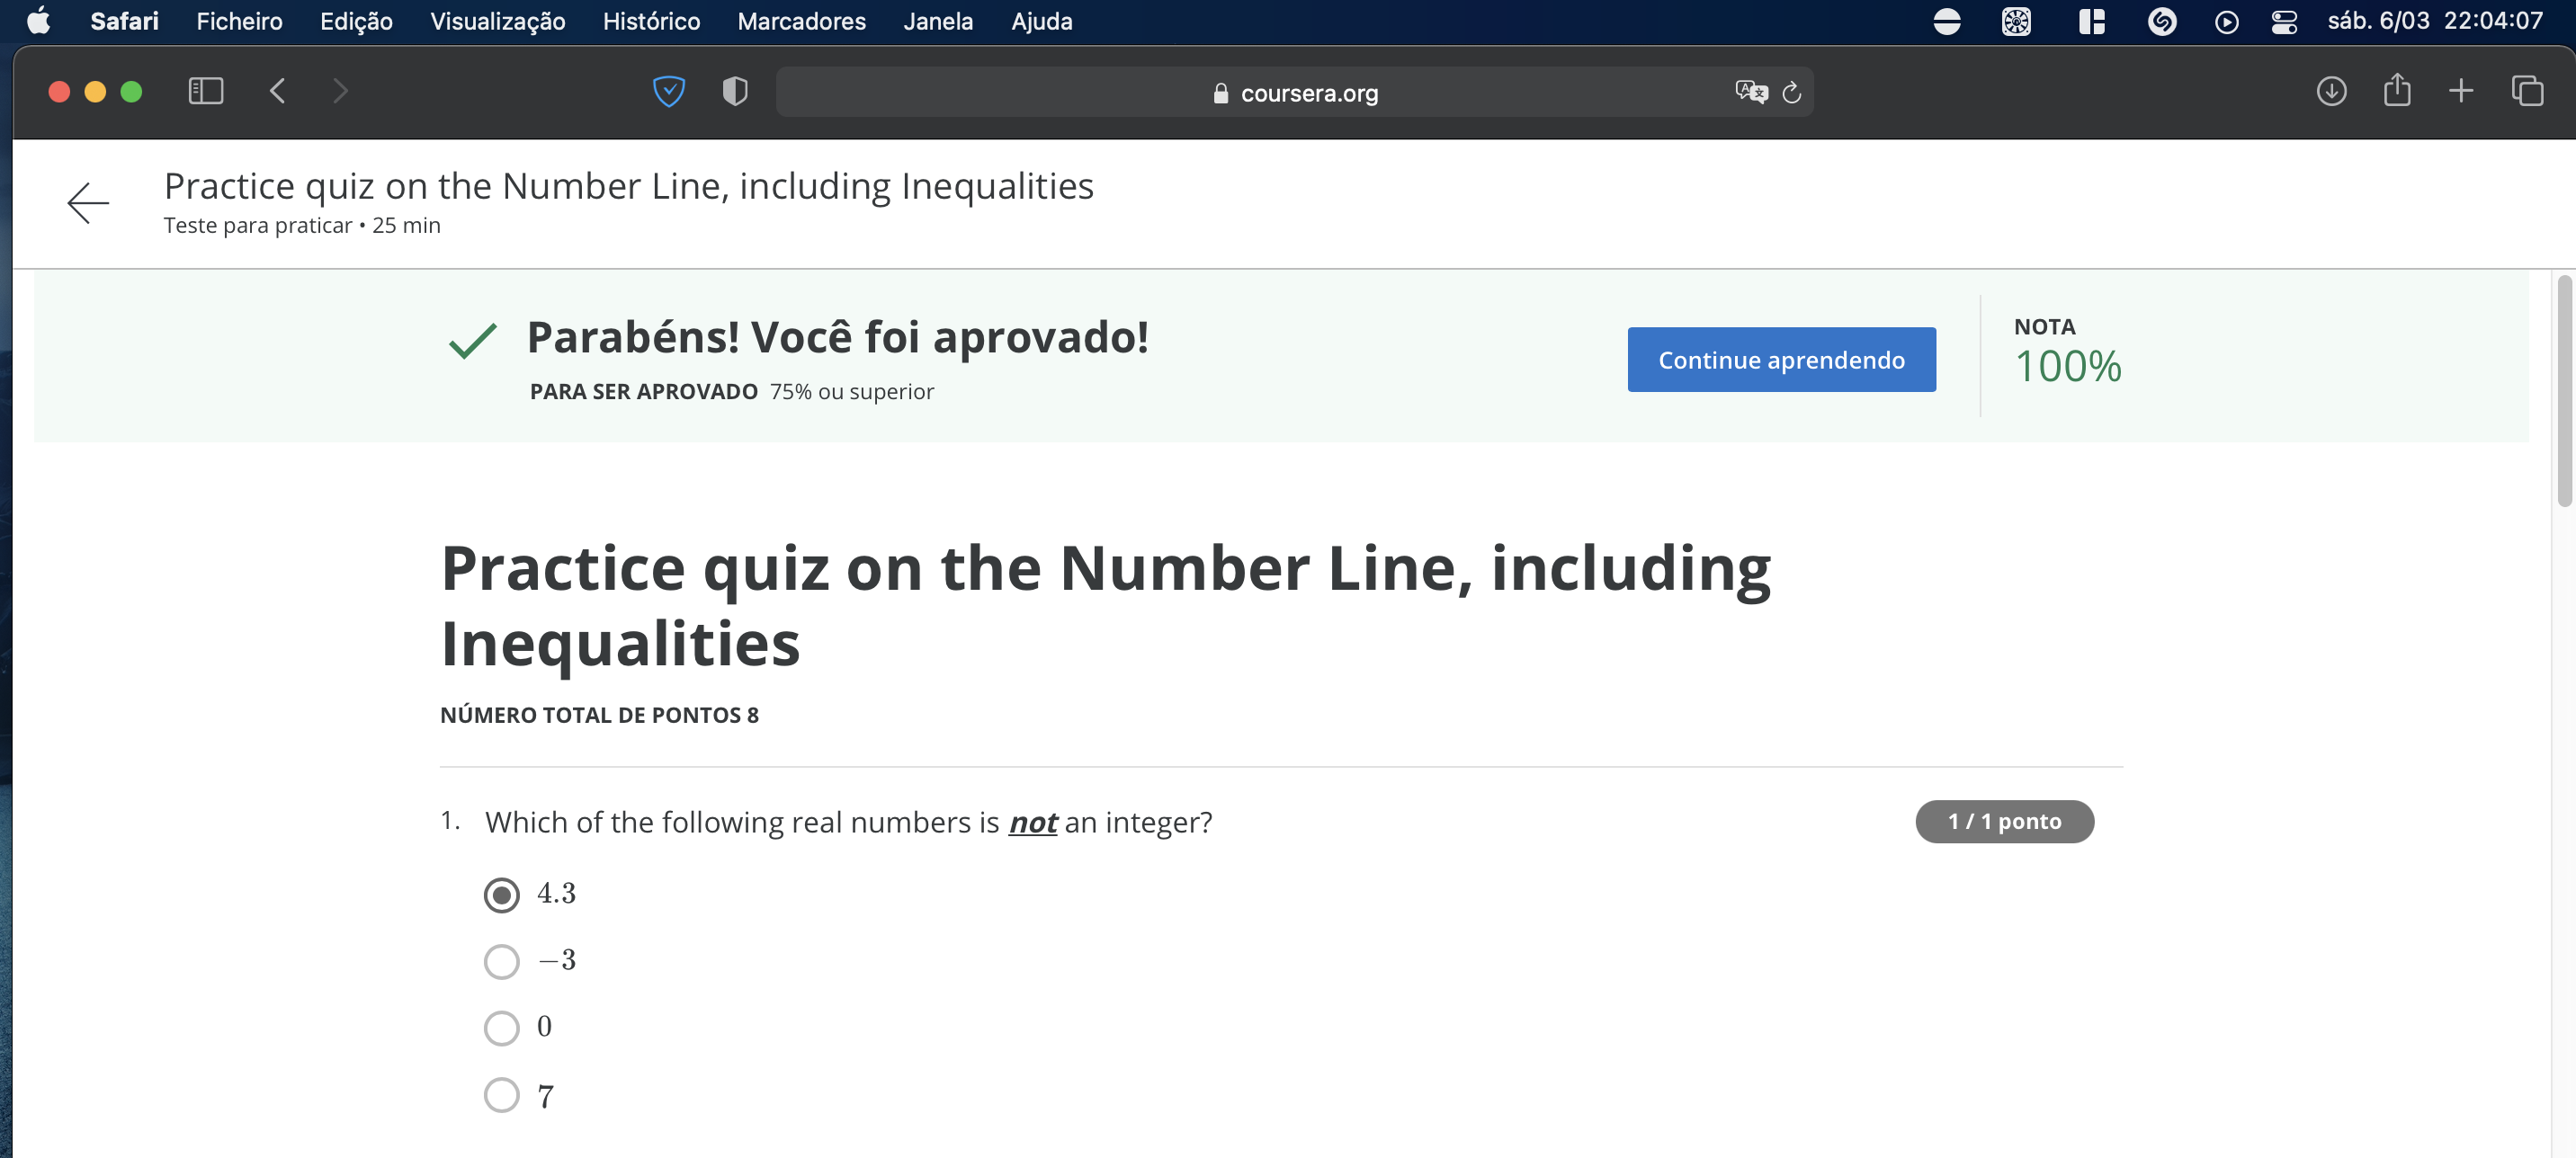 Safari Ficheiro Edição Visualização Histórico Marcadores Janela Ajuda sáb. 6/03 22:04:07
coursera.org
Practice quiz on the Number Line, including Inequalities
Teste para praticar • 25 min
Parabéns! Você foi aprovado!
PARA SER APROVADO 75% ou superior
Continue aprendendo
NOTA
100%
Practice quiz on the Number Line, including
Inequalities
NÚMERO TOTAL DE PONTOS 8
1. Which of the following real numbers is not an integer?
1 / 1 ponto
4.3
−3
0
7